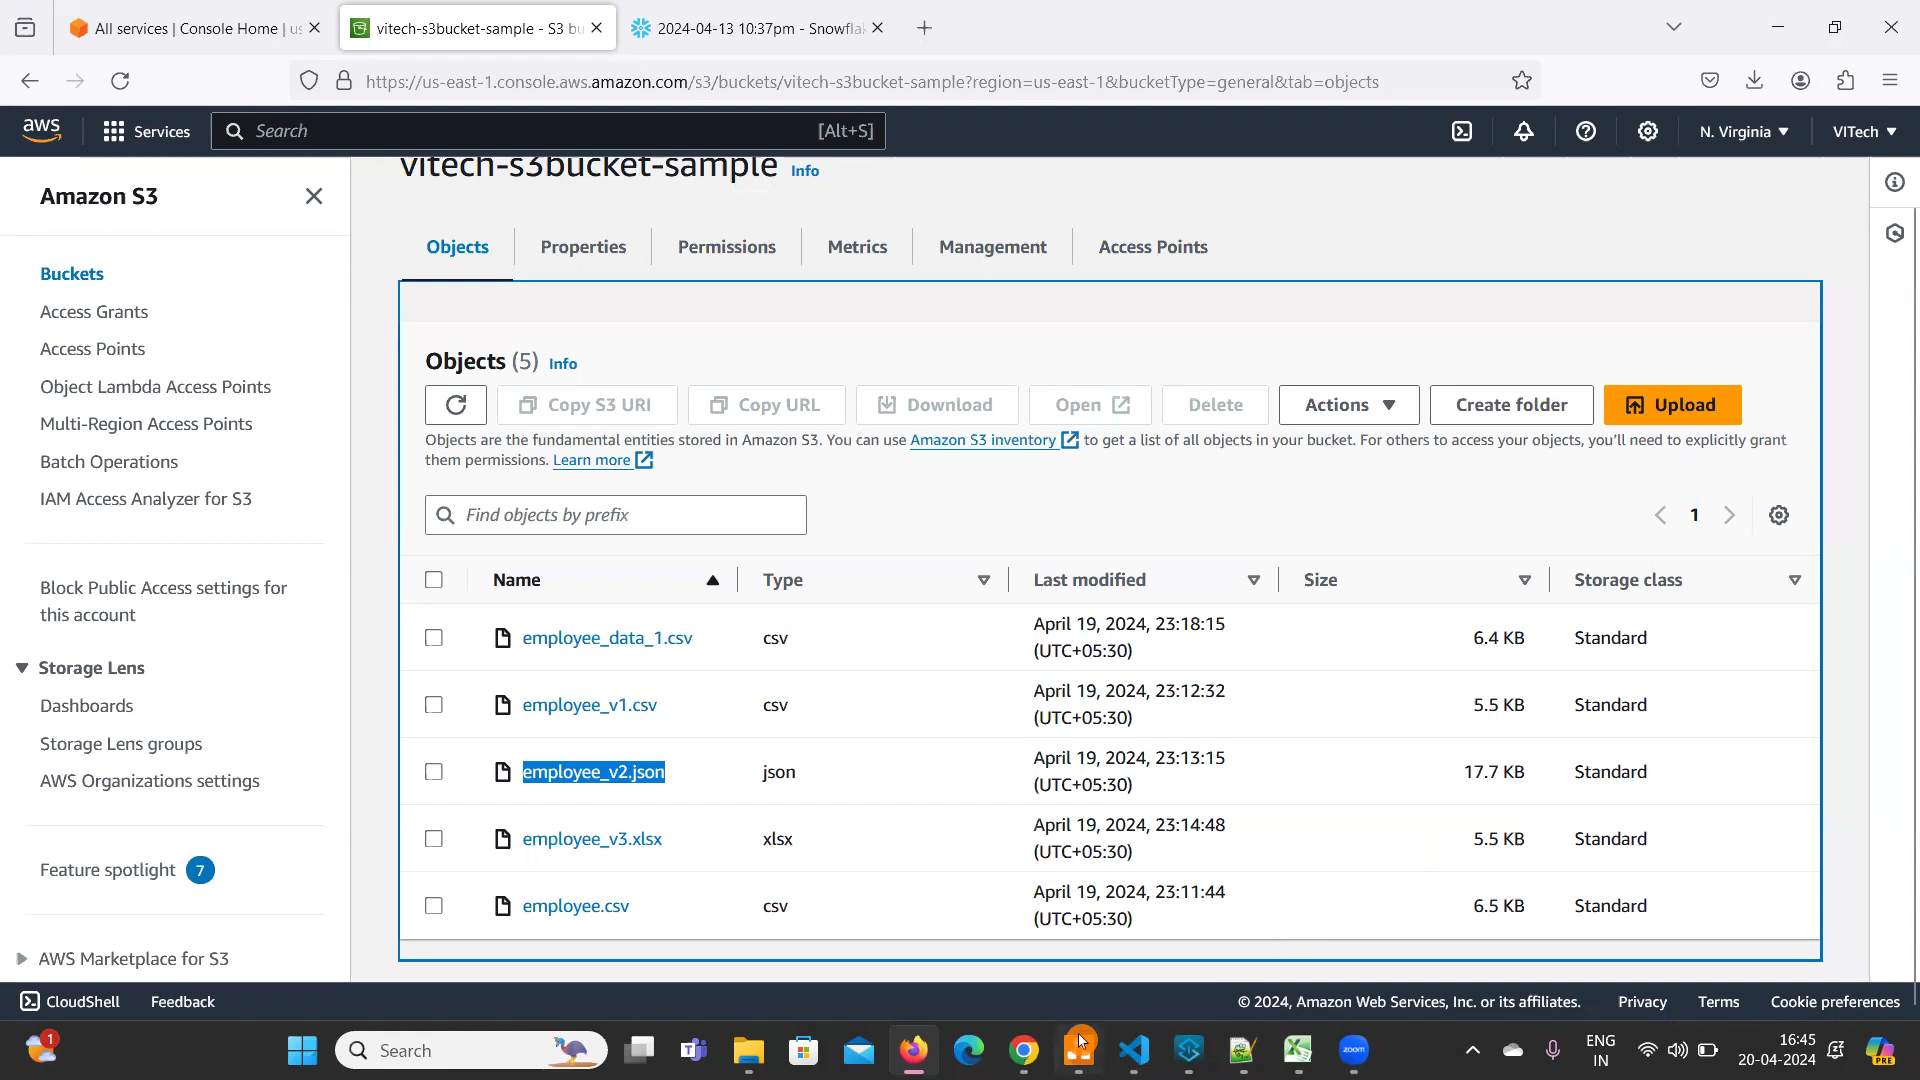 All services | Console Home | us
vitech-s3bucket-sample - S3 bu
2024-04-13 10:37pm - Snowflak
https://us-east-1.console.aws.amazon.com/s3/buckets/vitech-s3bucket-sample?region=us-east-1&bucketType=general&tab=objects
aws
Services
Search
[Alt+S]
N. Virginia
VITech
Amazon S3
Buckets
Access Grants
Access Points
Object Lambda Access Points
Multi-Region Access Points
Batch Operations
IAM Access Analyzer for S3
Block Public Access settings for
this account
Storage Lens
Dashboards
Storage Lens groups
AWS Organizations settings
Feature spotlight 7
AWS Marketplace for S3
vitech-s3bucket-sample Info
Objects
Properties
Permissions
Metrics
Management
Access Points
Objects (5) Info
Copy S3 URI
Copy URL
Download
Open
Delete
Actions
Create folder
Upload
Objects are the fundamental entities stored in Amazon S3. You can use Amazon S3 inventory to get a list of all objects in your bucket. For others to access your objects, you'll need to explicitly grant
them permissions. Learn more
Find objects by prefix
1
Name Type Last modified Size Storage class
employee_data_1.csv csv April 19, 2024, 23:18:15 (UTC+05:30) 6.4 KB Standard
employee_v1.csv csv April 19, 2024, 23:12:32 (UTC+05:30) 5.5 KB Standard
employee_v2.json json April 19, 2024, 23:13:15 (UTC+05:30) 17.7 KB Standard
employee_v3.xlsx xlsx April 19, 2024, 23:14:48 (UTC+05:30) 5.5 KB Standard
employee.csv csv April 19, 2024, 23:11:44 (UTC+05:30) 6.5 KB Standard
CloudShell
Feedback
© 2024, Amazon Web Services, Inc. or its affiliates.
Privacy
Terms
Cookie preferences
1
Search
zoom
ENG
IN
16:45
20-04-2024
PRE